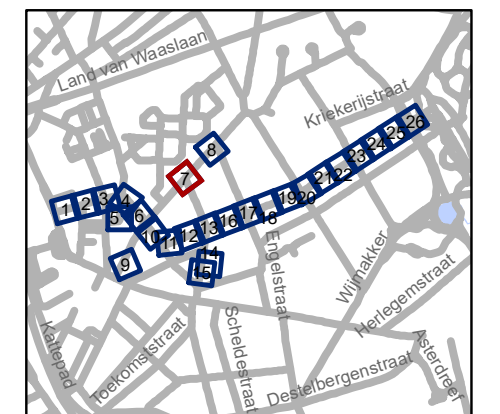 Land van Waaslaan
Kriekerijstraat
26
25
24
23
22
21
20
19
18
17
16
13
12
11
10
8
7
1
2
3
4
5
6
9
14
15
Engelstraat
Wijmakker
Herlegemstraat
Kattepad
Toekomststraat
Scheldestraat
Destelbergenstraat
Asterdreef